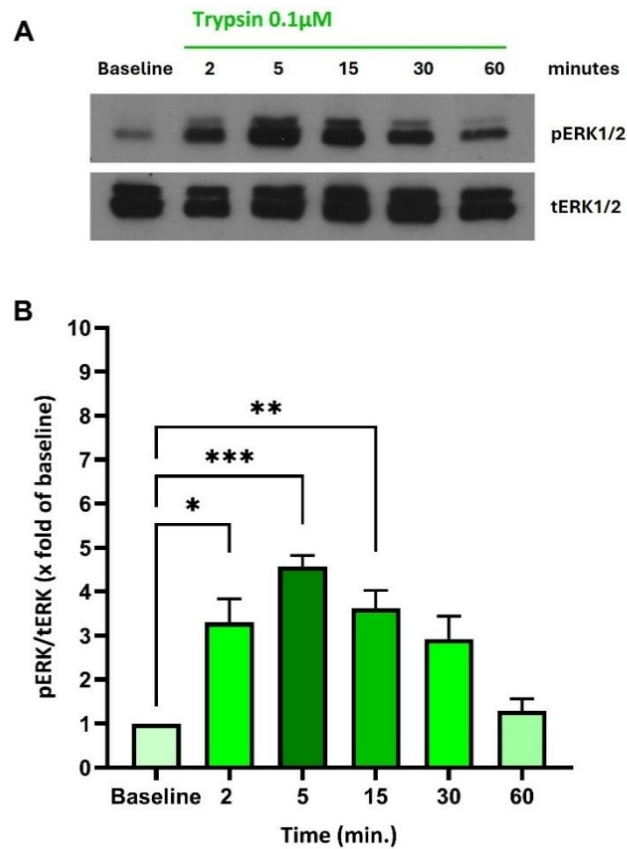 A
Trypsin 0.1µM
Baseline 2 5 15 30 60 minutes
pERK1/2
tERK1/2
B
pERK/tERK (x fold of baseline)
10
9
8
7
6
5
4
3
2
1
0
**
***
*
Baseline 2 5 15 30 60
Time (min.)